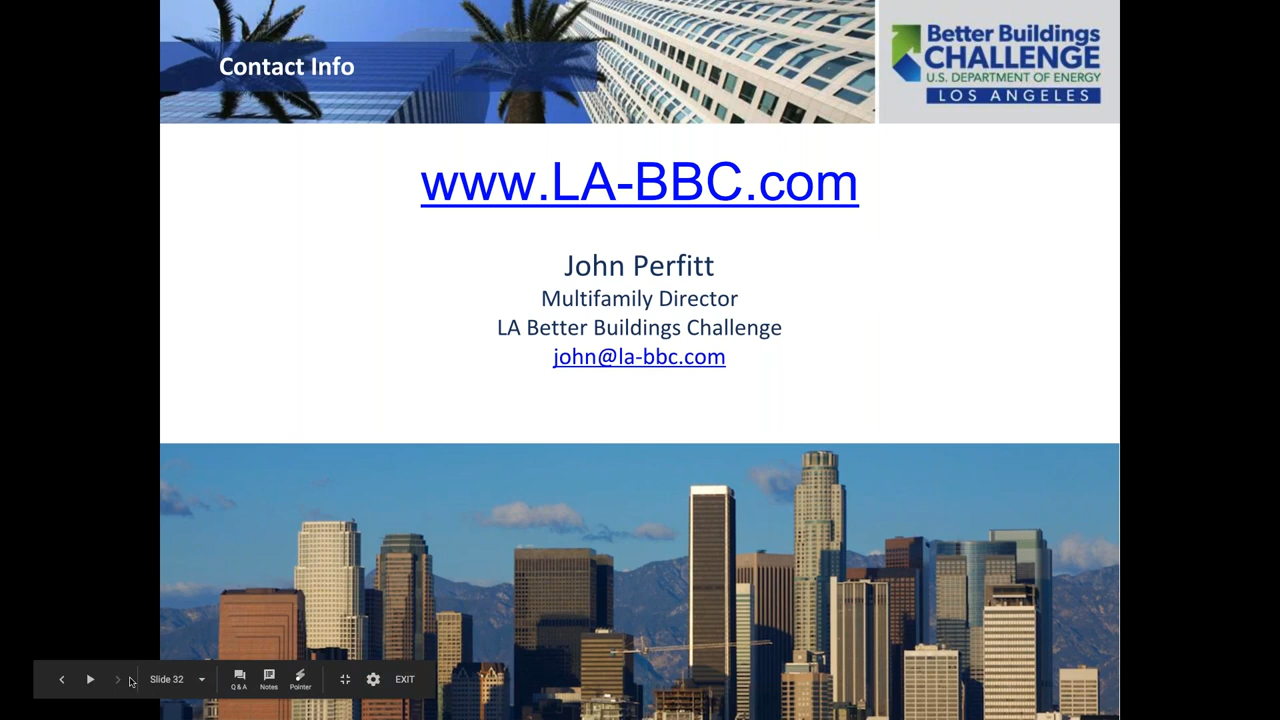 Contact Info
Better Buildings
CHALLENGE
U.S. DEPARTMENT OF ENERGY
LOS ANGELES
www.LA-BBC.com
John Perfitt
Multifamily Director
LA Better Buildings Challenge
john@la-bbc.com
Slide 32
Q & A
Notes
Pointer
EXIT